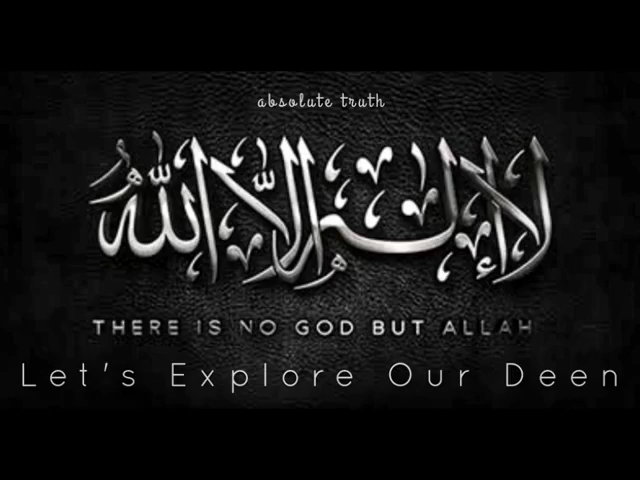 absolute truth
لا إله إلا الله
THERE IS NO GOD BUT ALLAH
Let's Explore Our Deen